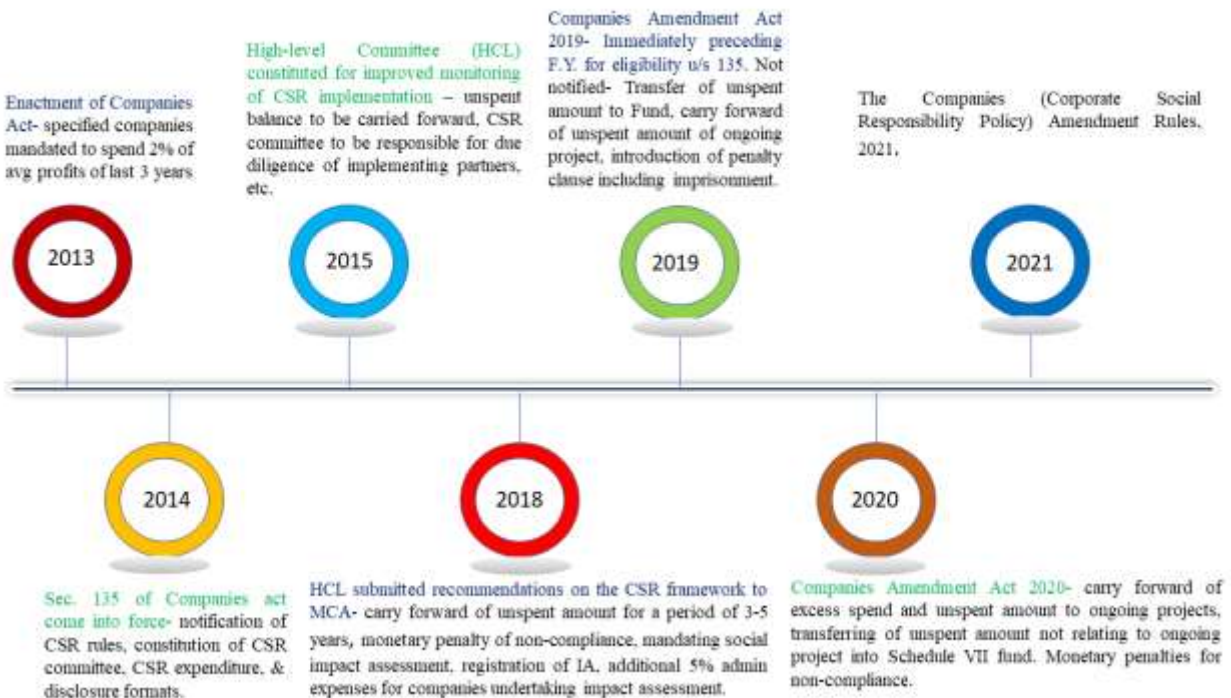 Enactment of Companies
Act- specified companies
mandated to spend 2% of
avg profits of last 3 years
High-level Committee (HCL)
constituted for improved monitoring
of CSR implementation – unspent
balance to be carried forward, CSR
committee to be responsible for due
diligence of implementing partners,
etc.
Companies Amendment Act
2019- Immediately preceding
F.Y. for eligibility u/s 135. Not
notified- Transfer of unspent
amount to Fund, carry forward
of unspent amount of ongoing
project, introduction of penalty
clause including imprisonment.
The Companies (Corporate Social
Responsibility Policy) Amendment Rules,
2021,
2013
2015
2019
2021
2014
2018
2020
Sec. 135 of Companies act
come into force- notification of
CSR rules, constitution of CSR
committee, CSR expenditure, &
disclosure formats.
HCL submitted recommendations on the CSR framework to
MCA- carry forward of unspent amount for a period of 3-5
years, monetary penalty of non-compliance, mandating social
impact assessment, registration of IA, additional 5% admin
expenses for companies undertaking impact assessment.
Companies Amendment Act 2020- carry forward of
excess spend and unspent amount to ongoing projects,
transferring of unspent amount not relating to ongoing
project into Schedule VII fund. Monetary penalties for
non-compliance.